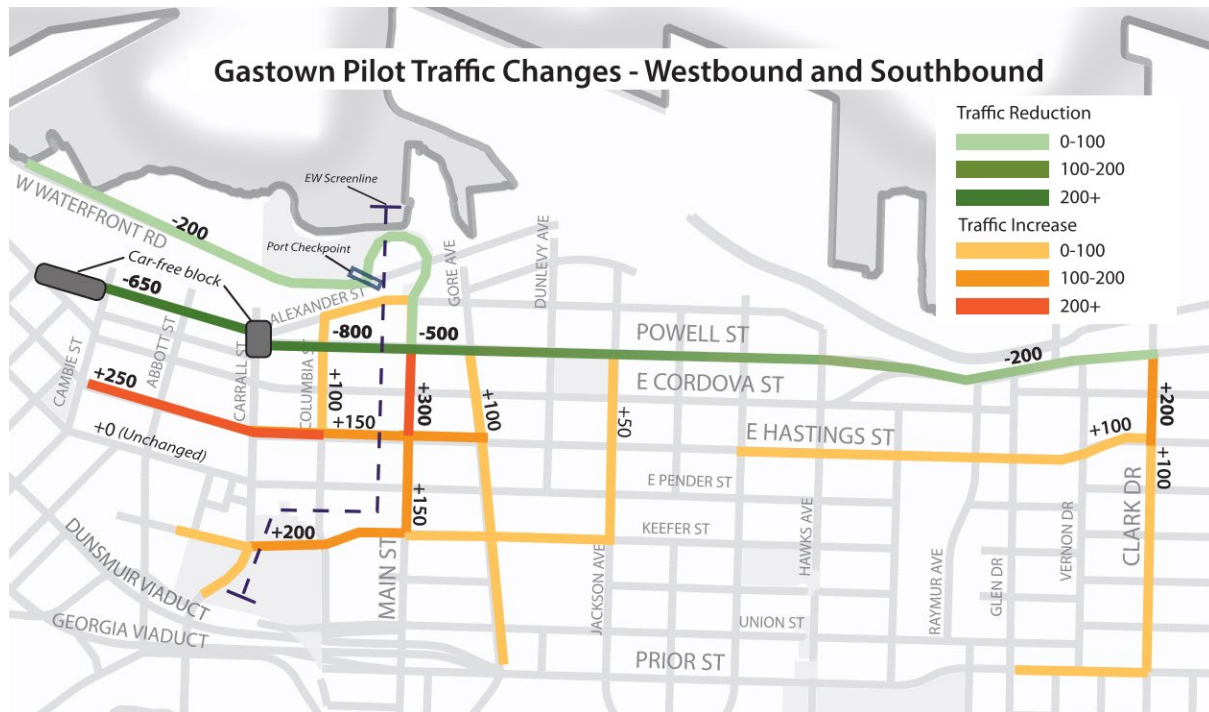 Gastown Pilot Traffic Changes - Westbound and Southbound
Traffic Reduction
0-100
100-200
200+
Traffic Increase
0-100
100-200
200+
EW Screenline
W WATERFRONT RD
-200
Port Checkpoint
Car-free block
-650
ALEXANDER ST
GORE AVE
DUNLEVY AVE
-800
-500
POWELL ST
-200
CAMBIE ST
ABBOTT ST
CARRALL ST
COLUMBIA ST
E CORDOVA ST
+250
+100
+300
+100
+50
+200
+150
E HASTINGS ST
+100
+0 (Unchanged)
+100
E PENDER ST
+150
+200
KEEFER ST
DUNSMUIR VIADUCT
MAIN ST
JACKSON AVE
HAWKS AVE
RAYMUR AVE
GLEN DR
VERNON DR
CLARK DR
GEORGIA VIADUCT
UNION ST
PRIOR ST